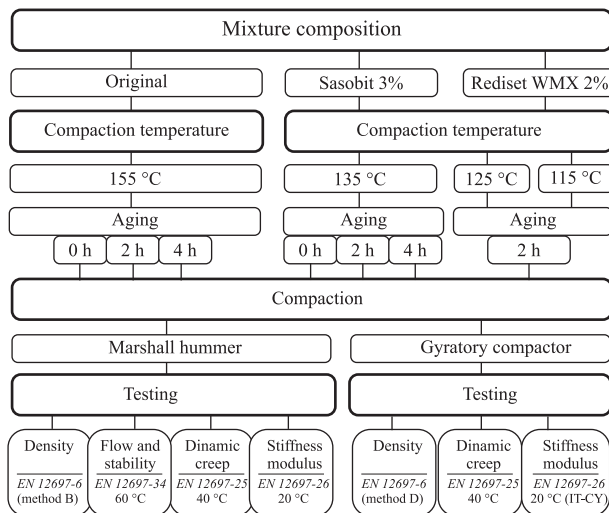 Mixture composition
Original
Sasobit 3%
Rediset WMX 2%
Compaction temperature
Compaction temperature
155 °C
135 °C
125 °C
115 °C
Aging
Aging
Aging
0 h
2 h
4 h
0 h
2 h
4 h
2 h
Compaction
Marshall hummer
Gyratory compactor
Testing
Testing
Density
EN 12697-6
(method B)
Flow and
stability
EN 12697-34
60 °C
Dinamic
creep
EN 12697-25
40 °C
Stiffness
modulus
EN 12697-26
20 °C
Density
EN 12697-6
(method D)
Dinamic
creep
EN 12697-25
40 °C
Stiffness
modulus
EN 12697-26
20 °C (IT-CY)